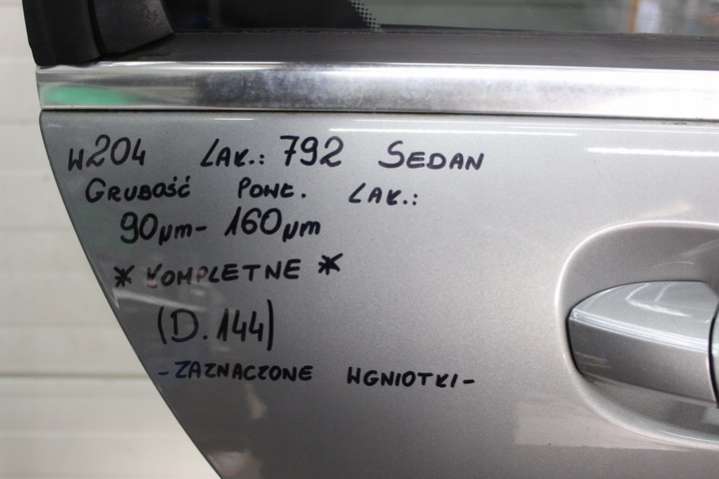 W204 LAK.: 792 SEDAN
GRUBOŚĆ POWŁ. LAK.:
90µm - 160µm
* KOMPLETNE *
(D.144)
- ZAZNACZONE WGNIOTKI -